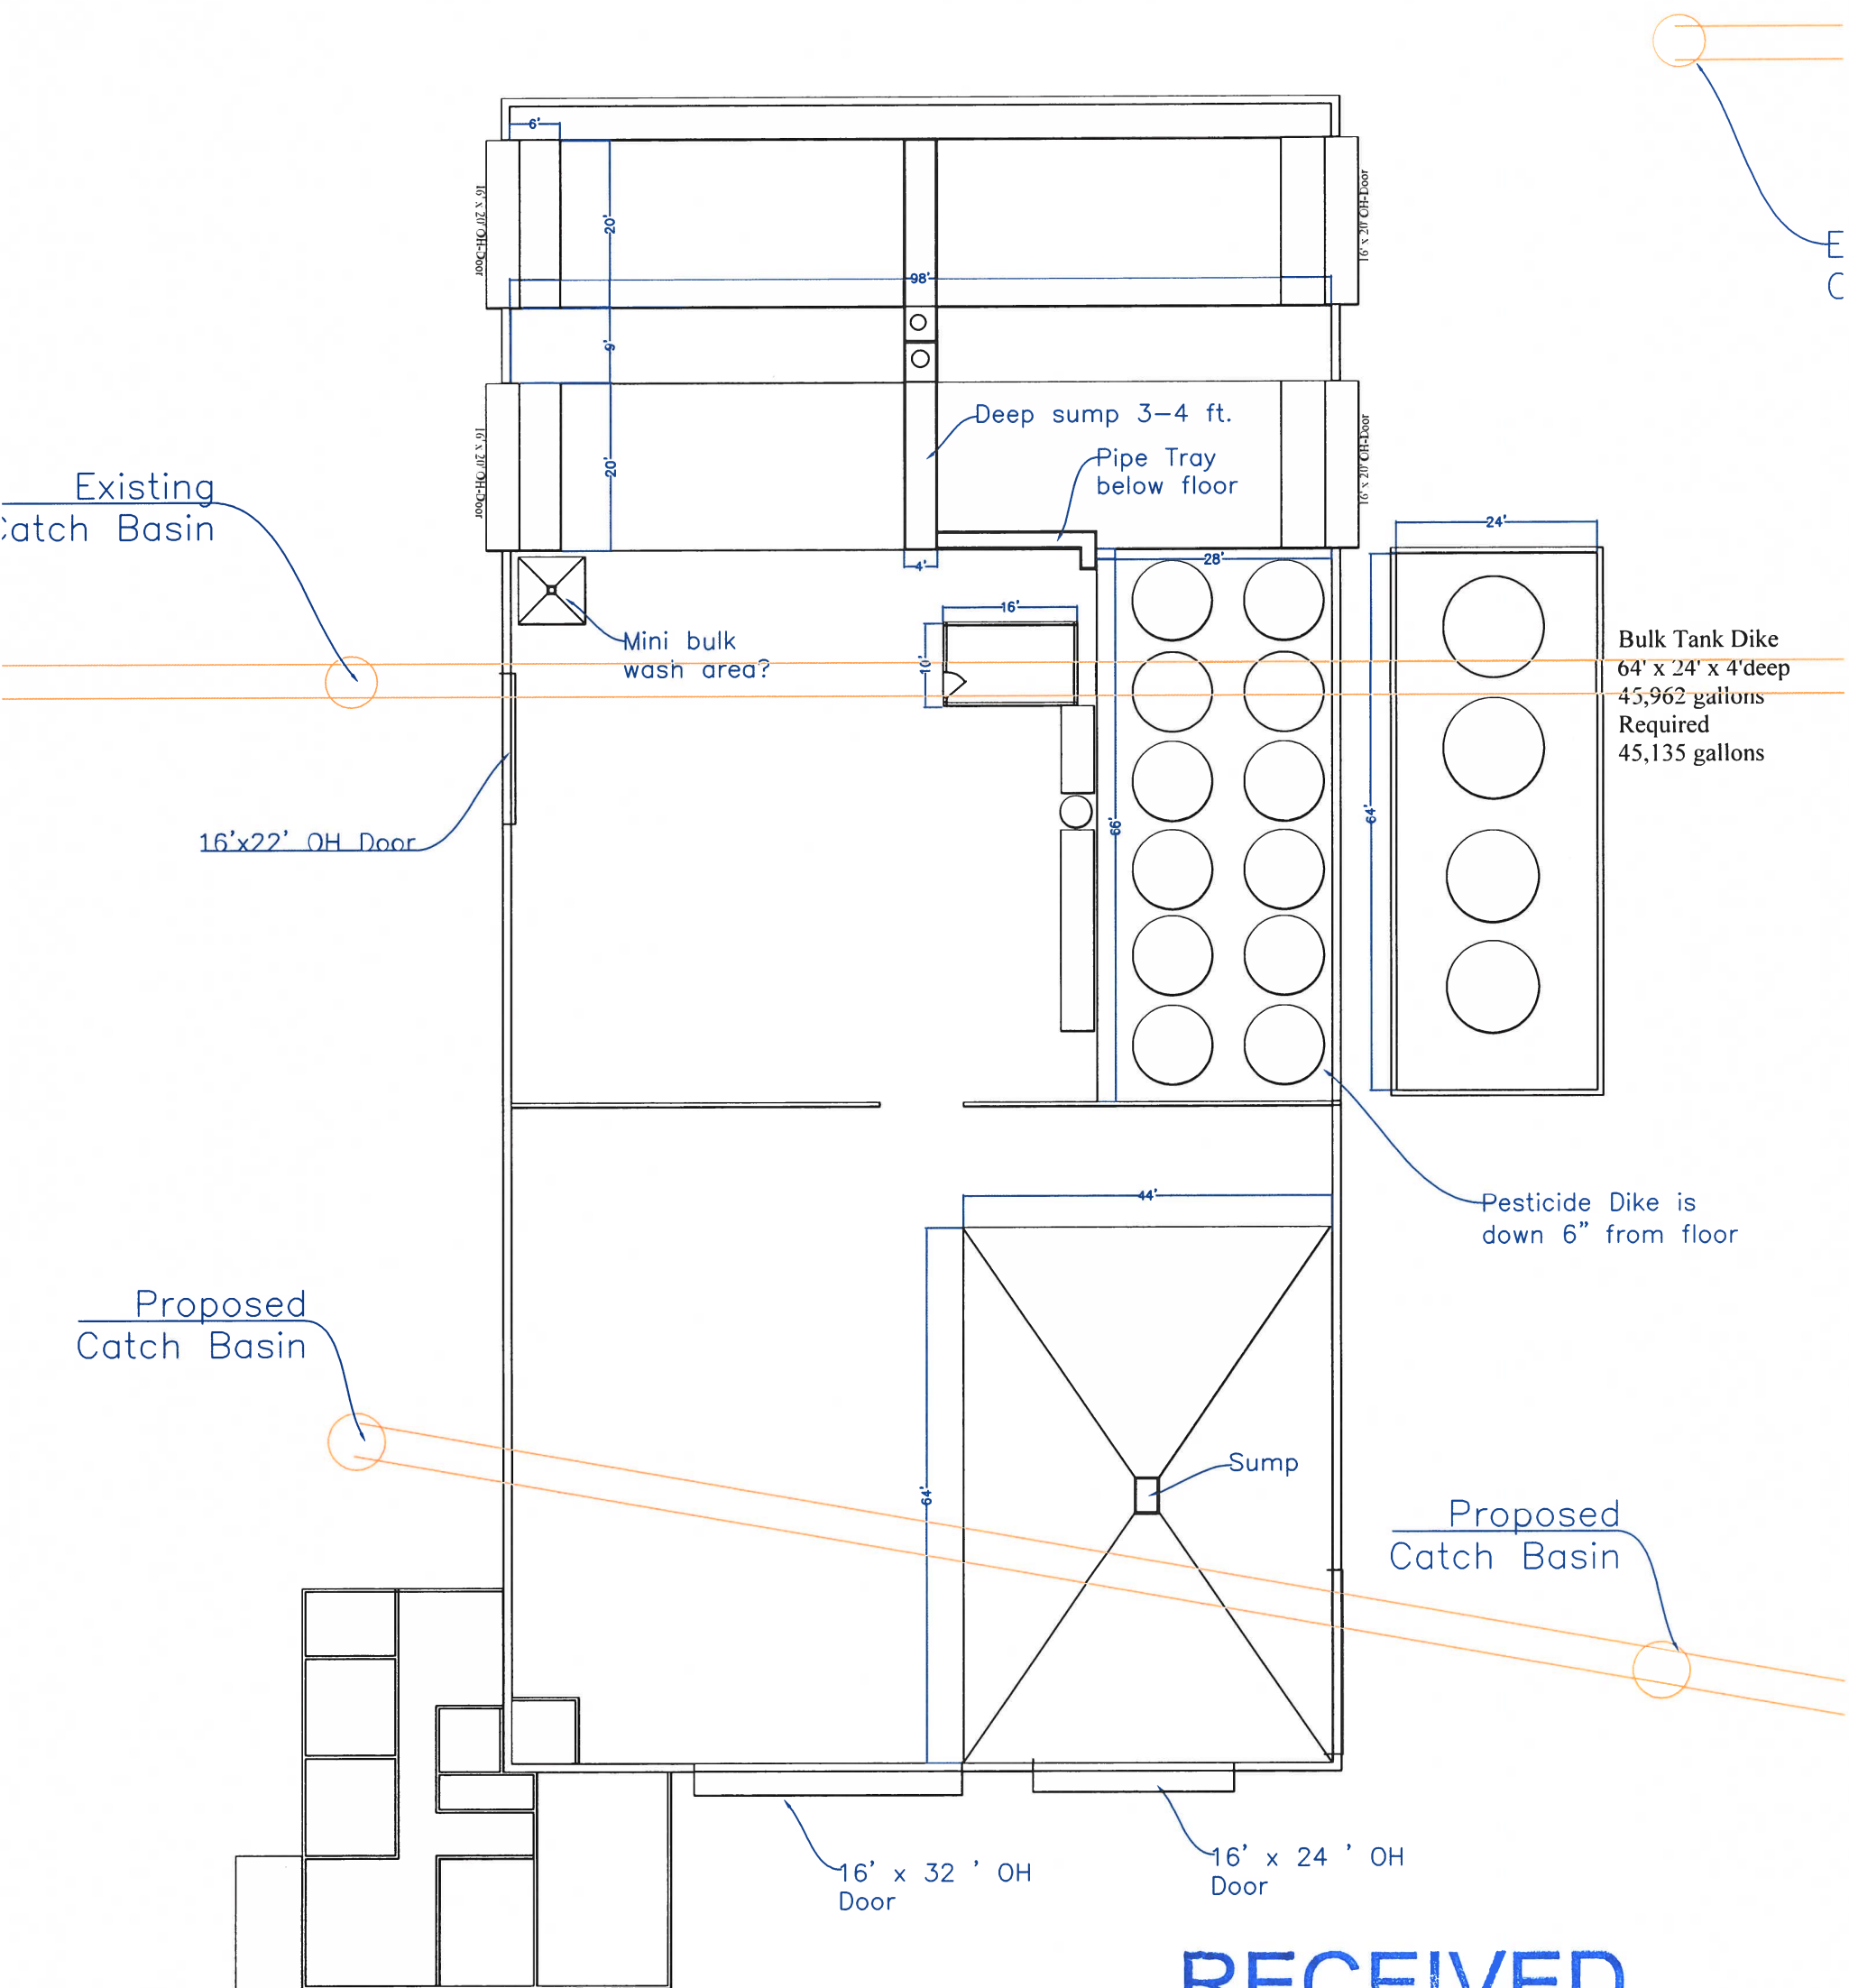 6'
16' x 20' OH-Door
16' x 20' OH-Door
20'
98'
9'
Deep sump 3-4 ft.
Pipe Tray
below floor
16' x 20' OH-Door
16' x 20' OH-Door
20'
Existing
Catch Basin
24'
4'
28'
16'
10'
Mini bulk
wash area?
Bulk Tank Dike
64' x 24' x 4'deep
45,962 gallons
Required
45,135 gallons
66'
64'
16'x22' OH Door
44'
Pesticide Dike is
down 6" from floor
Proposed
Catch Basin
64'
Sump
Proposed
Catch Basin
16' x 32 ' OH
Door
16' x 24 ' OH
Door
RECEIVED